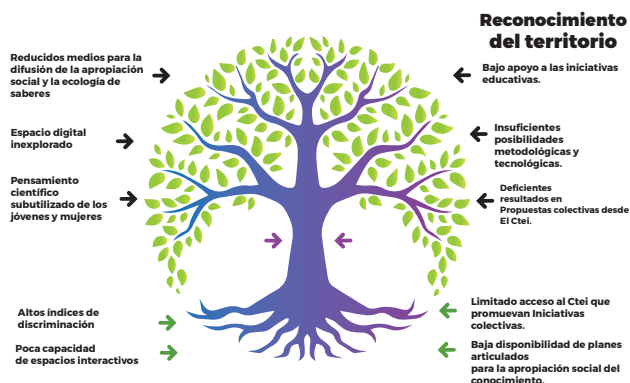 Reconocimiento
del territorio
Reducidos medios para la
difusión de la apropiación
social y la ecología de
saberes
Espacio digital
inexplorado
Pensamiento
científico
subutilizado de los
jóvenes y mujeres
Altos índices de
discriminación
Poca capacidad
de espacios interactivos
Bajo apoyo a las iniciativas
educativas.
Insuficientes
posibilidades
metodológicas y
tecnológicas.
Deficientes
resultados en
Propuestas colectivas desde
El Ctei.
Limitado acceso al Ctei que
promuevan Iniciativas
colectivas.
Baja disponibilidad de planes
articulados
para la apropiación social del
conocimiento.